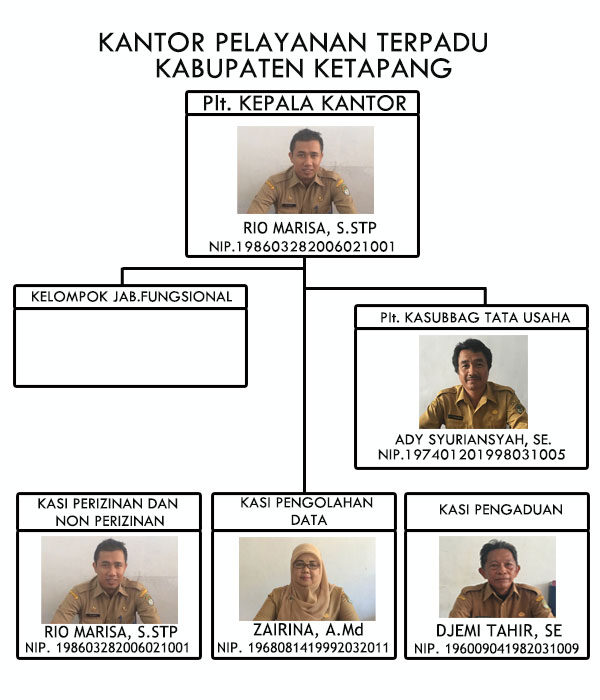 KANTOR PELAYANAN TERPADU
KABUPATEN KETAPANG
Plt. KEPALA KANTOR
RIO MARISA, S.STP
NIP.198603282006021001
KELOMPOK JAB.FUNGSIONAL
Plt. KASUBBAG TATA USAHA
ADY SYURIANSYAH, SE.
NIP.197401201998031005
KASI PERIZINAN DAN
NON PERIZINAN
RIO MARISA, S.STP
NIP. 198603282006021001
KASI PENGOLAHAN
DATA
ZAIRINA, A.Md
NIP. 1968081419992032011
KASI PENGADUAN
DJEMI TAHIR, SE
NIP. 196009041982031009